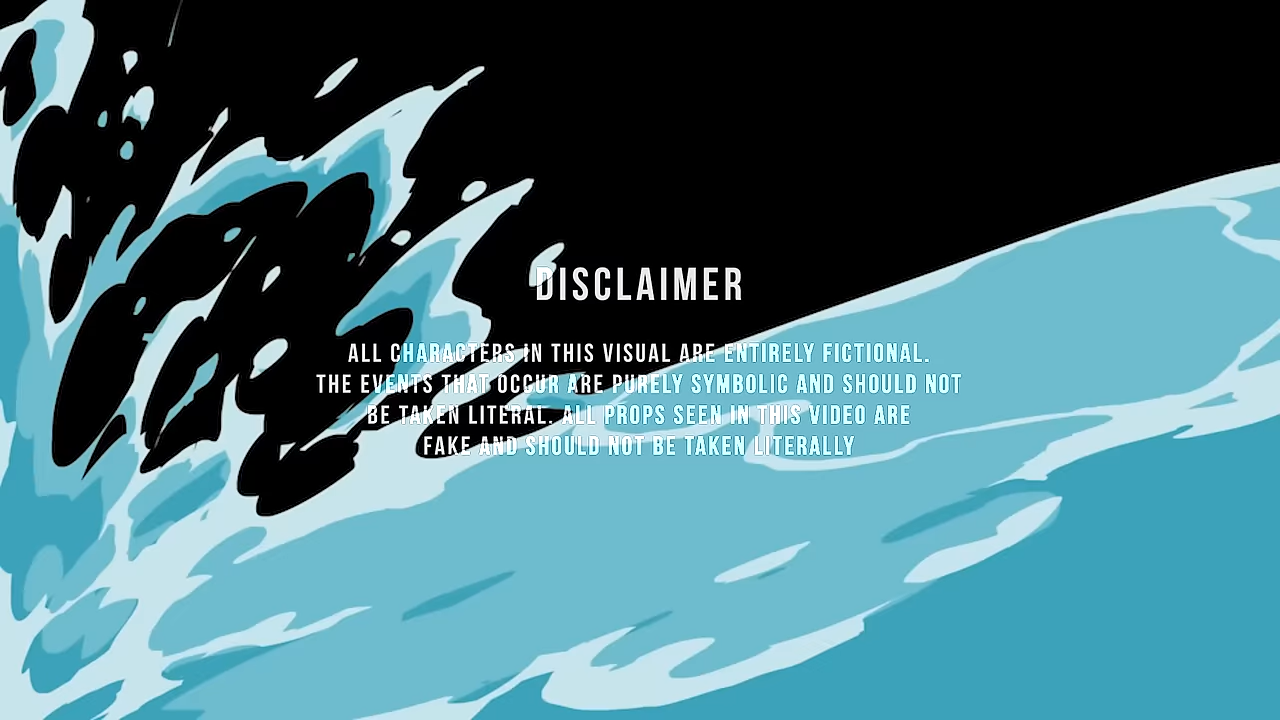 DISCLAIMER
ALL CHARACTERS IN THIS VISUAL ARE ENTIRELY FICTIONAL.
THE EVENTS THAT OCCUR ARE PURELY SYMBOLIC AND SHOULD NOT
BE TAKEN LITERAL. ALL PROPS SEEN IN THIS VIDEO ARE
FAKE AND SHOULD NOT BE TAKEN LITERALLY